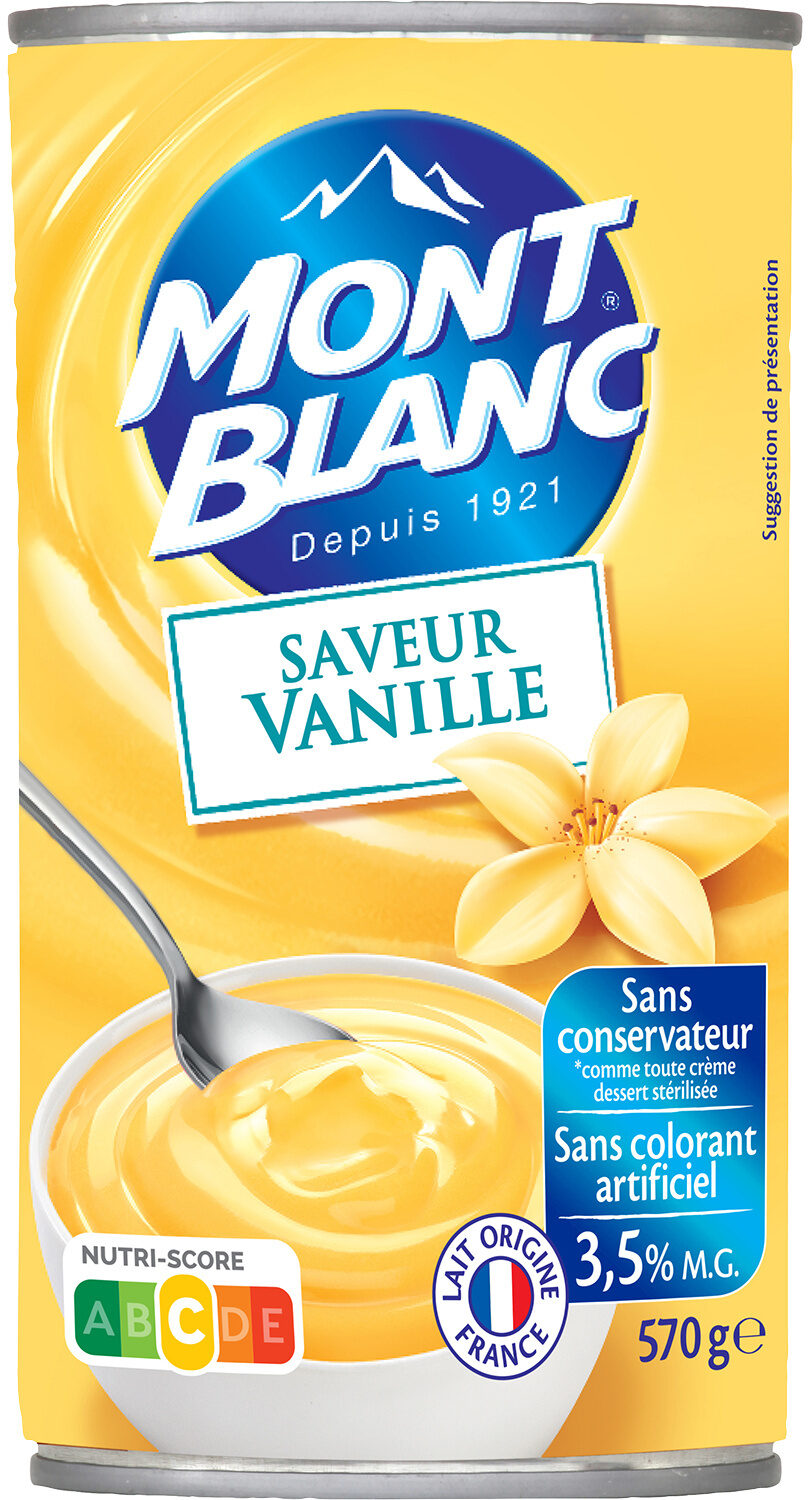 MONT
BLANC®
Depuis 1921
Suggestion de présentation
SAVEUR
VANILLE
Sans
conservateur
*comme toute crème
dessert stérilisée
Sans colorant
artificiel
3,5% M.G.
NUTRI-SCORE
A B C D E
LAIT ORIGINE
FRANCE
570 g e